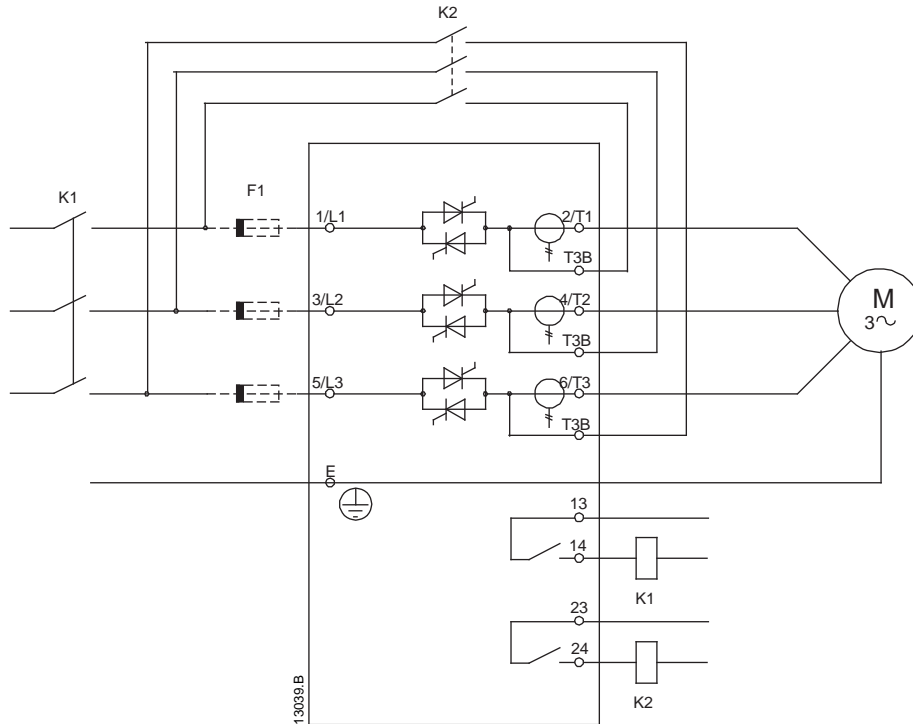 K2
K1
F1
1/L1
2/T1
T3B
3/L2
4/T2
T3B
M
3~
5/L3
6/T3
T3B
E
13
14
K1
23
24
K2
13039.B